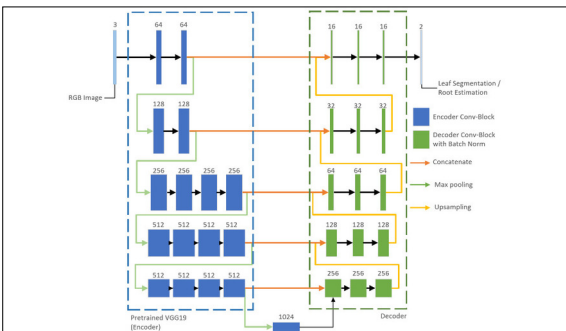 3
64 64
16 16 16
2
RGB Image
Leaf Segmentation /
Root Estimation
128 128
32 32 32
Encoder Conv-Block
Decoder Conv-Block
with Batch Norm
Concatenate
256 256 256 256
64 64 64
Max pooling
Upsampling
512 512 512 512
128 128 128
512 512 512 512
256 256 256
Pretrained VGG19
(Encoder)
1024
Decoder